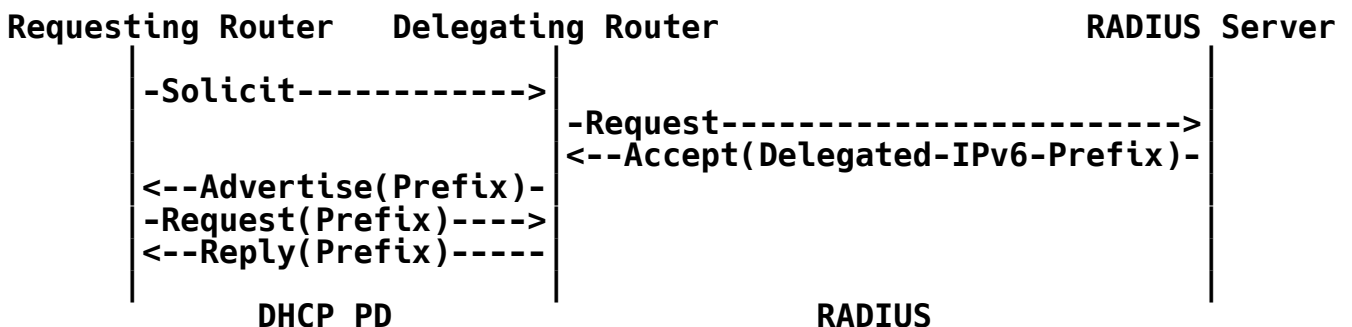 Requesting Router   Delegating Router                   RADIUS Server
-Solicit------------>
-Request------------------------>
<--Accept(Delegated-IPv6-Prefix)-
<--Advertise(Prefix)-
-Request(Prefix)---->
<--Reply(Prefix)-----
DHCP PD                      RADIUS